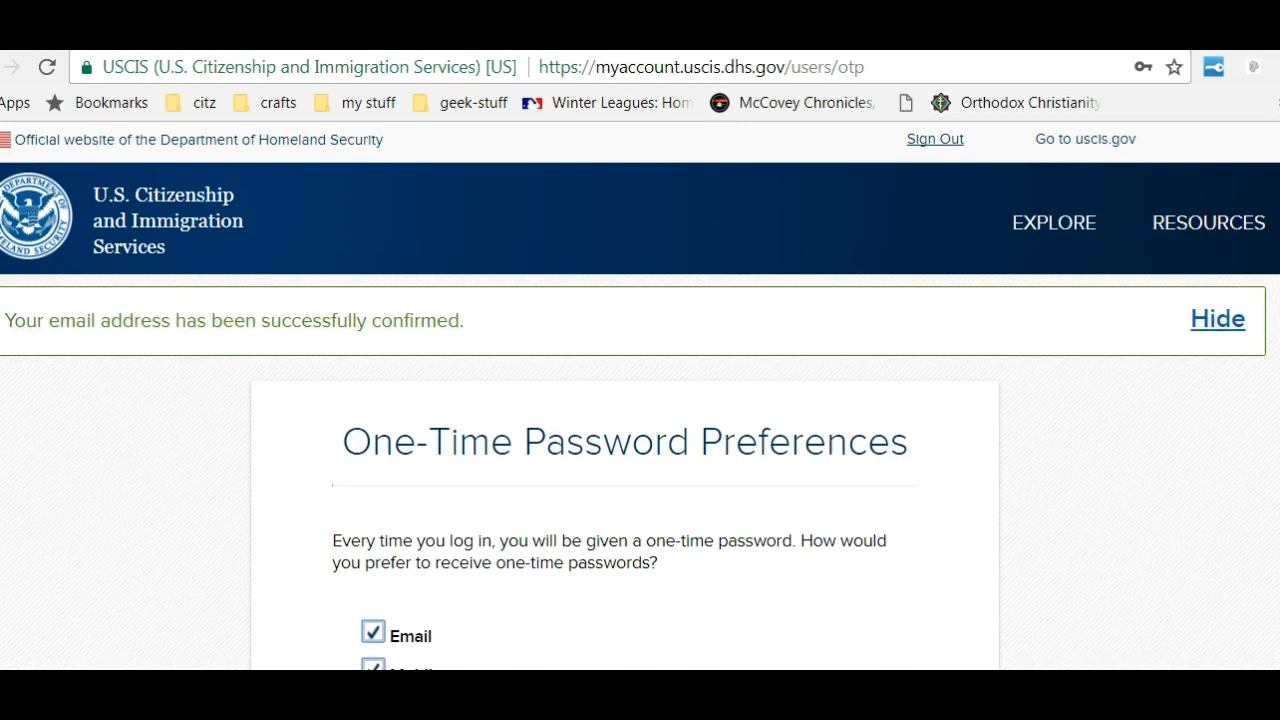 USCIS (U.S. Citizenship and Immigration Services) [US] https://myaccount.uscis.dhs.gov/users/otp
Apps Bookmarks citz crafts my stuff geek-stuff Winter Leagues: Hom McCovey Chronicles, Orthodox Christianity
Official website of the Department of Homeland Security Sign Out Go to uscis.gov
U.S. Citizenship
and Immigration
Services
EXPLORE RESOURCES
Your email address has been successfully confirmed. Hide
One-Time Password Preferences
Every time you log in, you will be given a one-time password. How would
you prefer to receive one-time passwords?
Email